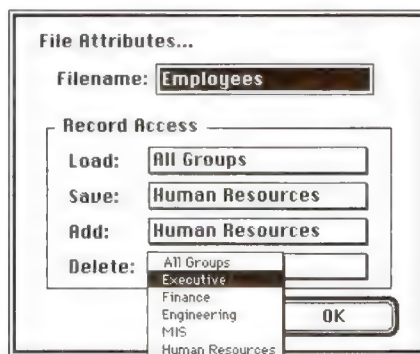 File Attributes...
Filename: Employees
Record Access
Load: All Groups
Save: Human Resources
Add: Human Resources
Delete: All Groups
Executive
Finance
Engineering
MIS
Human Resources
OK